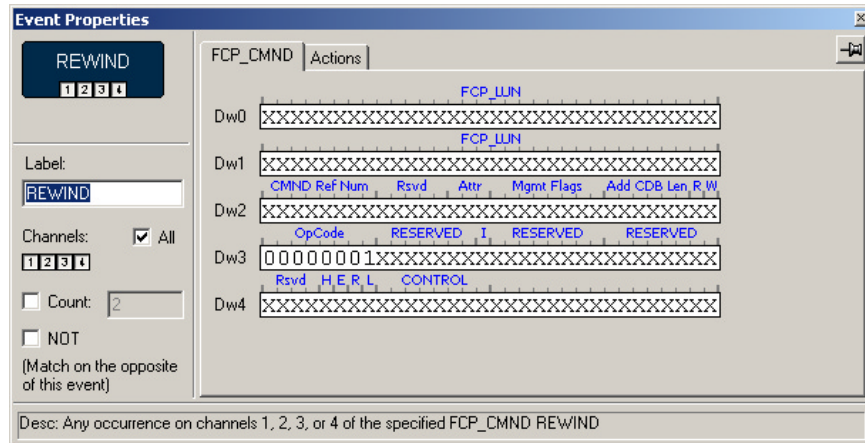 Event Properties
REWIND
1 2 3 4
Label:
REWIND
Channels: All
1 2 3 4
Count: 2
NOT
(Match on the opposite
of this event)
FCP_CMND Actions
FCP_LUN
Dw0 XXXXXXXXXXXXXXXXXXXXXXXXXXXXXXXX
FCP_LUN
Dw1 XXXXXXXXXXXXXXXXXXXXXXXXXXXXXXXX
CMND Ref Num Rsvd Attr Mgmt Flags Add CDB Len R W
Dw2 XXXXXXXXXXXXXXXXXXXXXXXXXXXXXXXX
OpCode RESERVED I RESERVED RESERVED
Dw3 00000001XXXXXXXXXXXXXXXXXXXXXXXX
Rsvd H E R L CONTROL
Dw4 XXXXXXXXXXXXXXXXXXXXXXXXXXXXXXXX
Desc: Any occurrence on channels 1, 2, 3, or 4 of the specified FCP_CMND REWIND